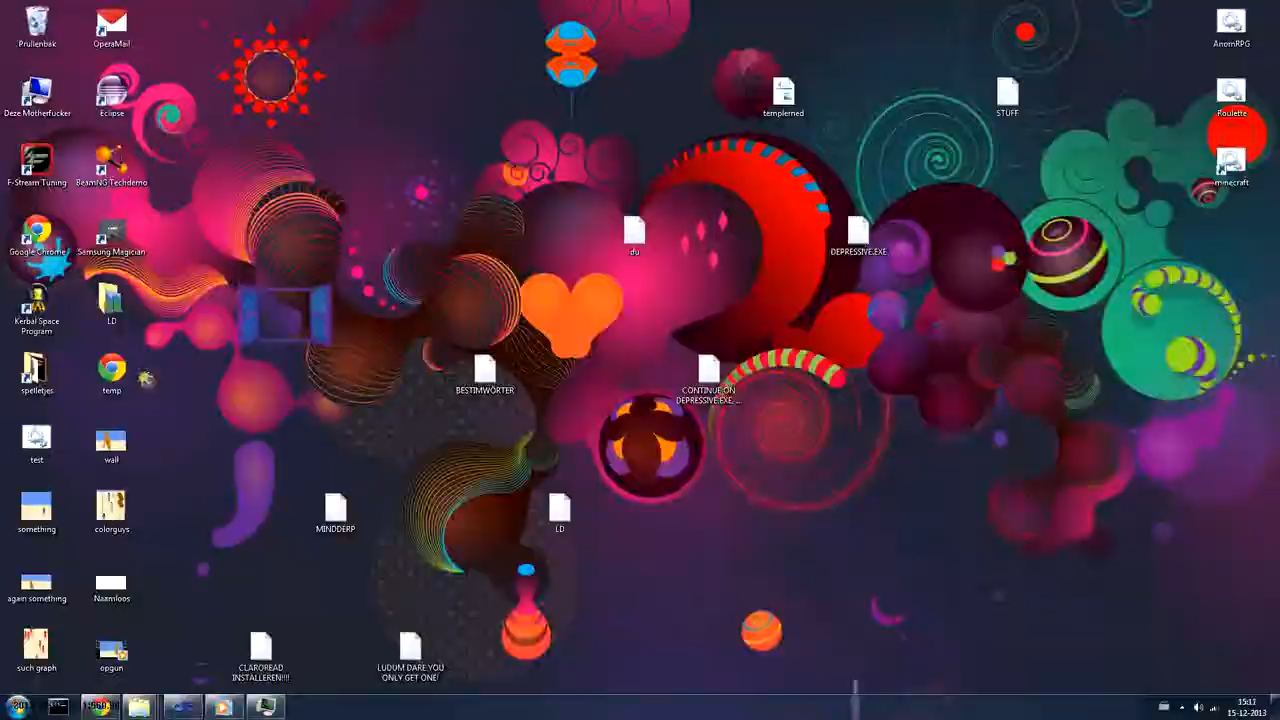 Prullenbak
OperaMail
AnomRPG
Deze Motherfucker
Eclipse
templerned
STUFF
Roulette
F-Stream Tuning
BeamNG Techdemo
minecraft
Google Chrome
Samsung Magician
du
DEPRESSIVE.EXE
Kerbal Space
Program
LD
spelletjes
temp
BESTIMWÖRTER
CONTINUE ON
DEPRESSIVE.EXE, ...
test
wall
something
colorguys
MINDDERP
LD
again something
Naamloos
such graph
opgun
CLAROREAD
INSTALLEREN!!!!
LUDUM DARE YOU
ONLY GET ONE!
15:12
15-12-2013